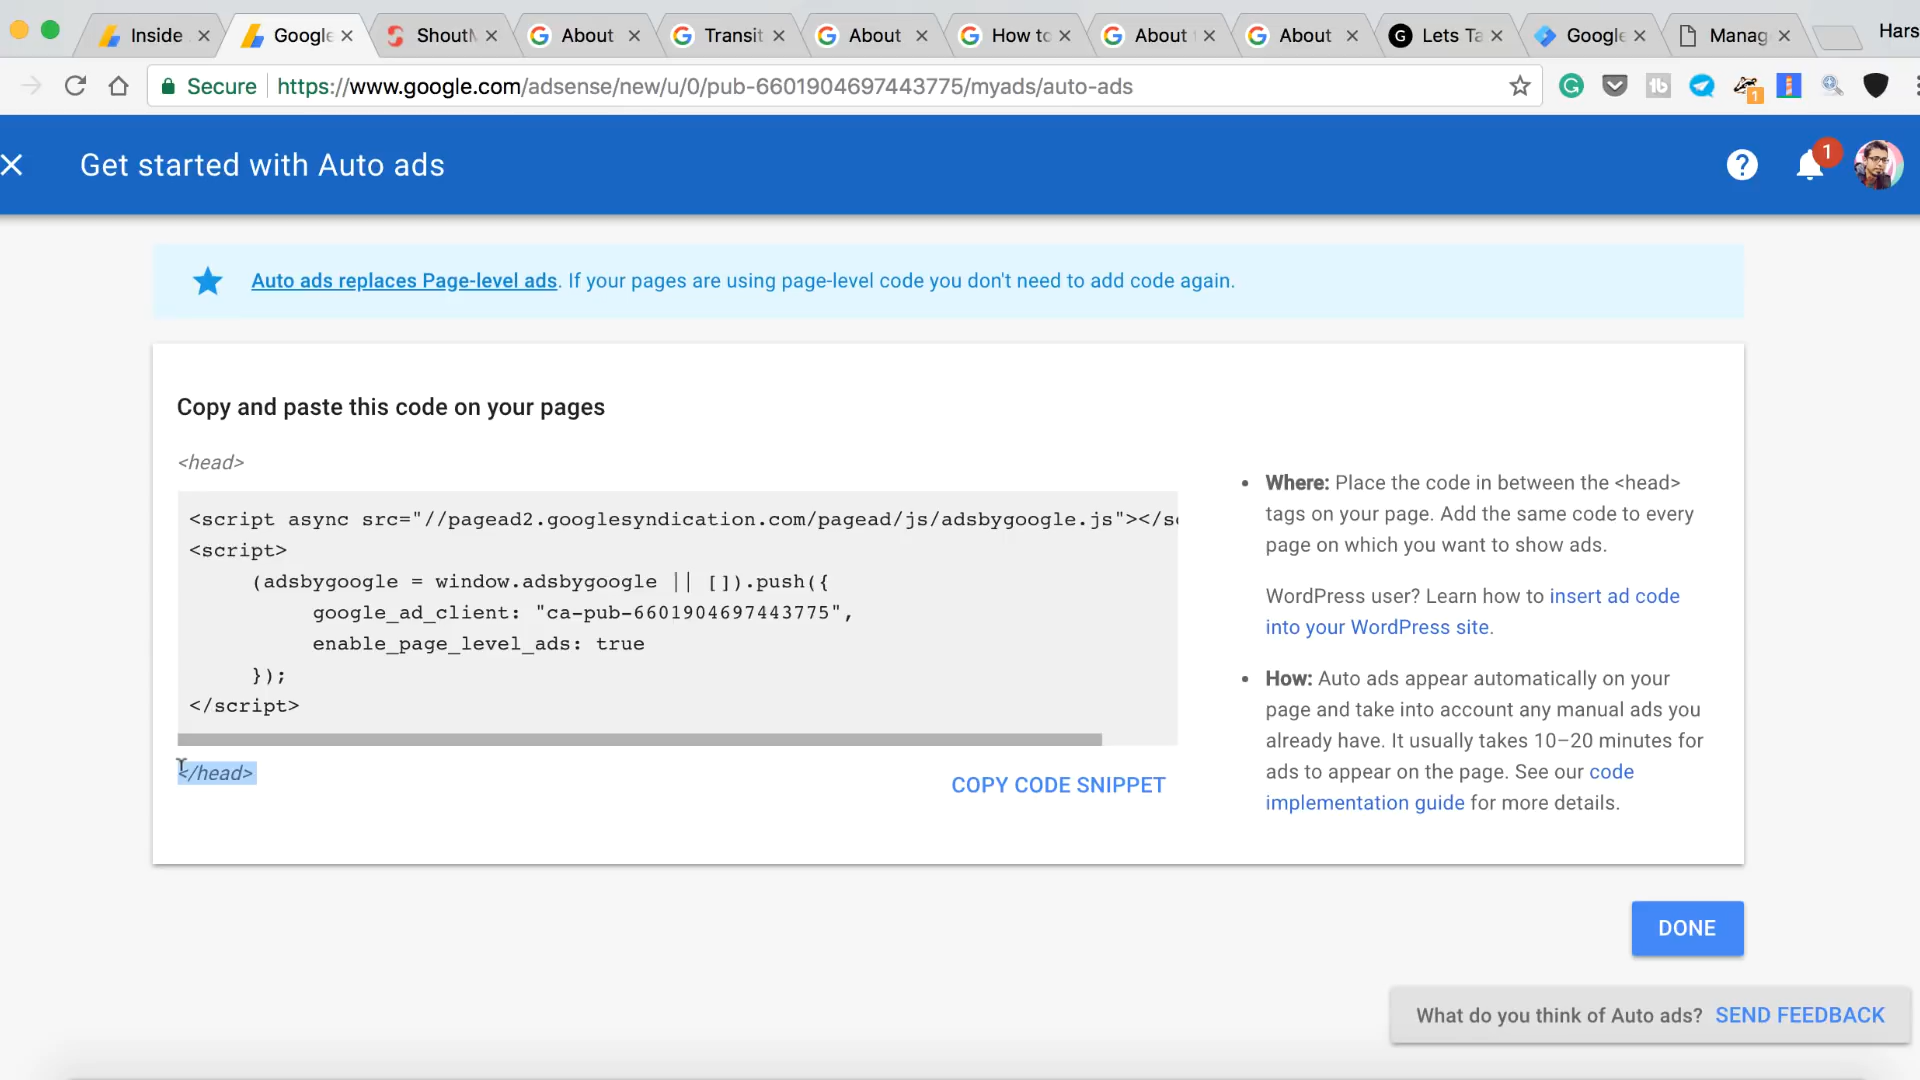 Inside
Google
Shout
About
Transit
About
How to
About
About
Lets Ta
Google
Manag
Hars
Secure
https://www.google.com/adsense/new/u/0/pub-6601904697443775/myads/auto-ads
1
Get started with Auto ads
1
Auto ads replaces Page-level ads. If your pages are using page-level code you don't need to add code again.
Copy and paste this code on your pages
<head>
<script async src="//pagead2.googlesyndication.com/pagead/js/adsbygoogle.js"></s
<script>
(adsbygoogle = window.adsbygoogle || []).push({
google_ad_client: "ca-pub-6601904697443775",
enable_page_level_ads: true
});
</script>
</head>
COPY CODE SNIPPET
• Where: Place the code in between the <head>
tags on your page. Add the same code to every
page on which you want to show ads.
WordPress user? Learn how to insert ad code
into your WordPress site.
• How: Auto ads appear automatically on your
page and take into account any manual ads you
already have. It usually takes 10–20 minutes for
ads to appear on the page. See our code
implementation guide for more details.
DONE
What do you think of Auto ads? SEND FEEDBACK